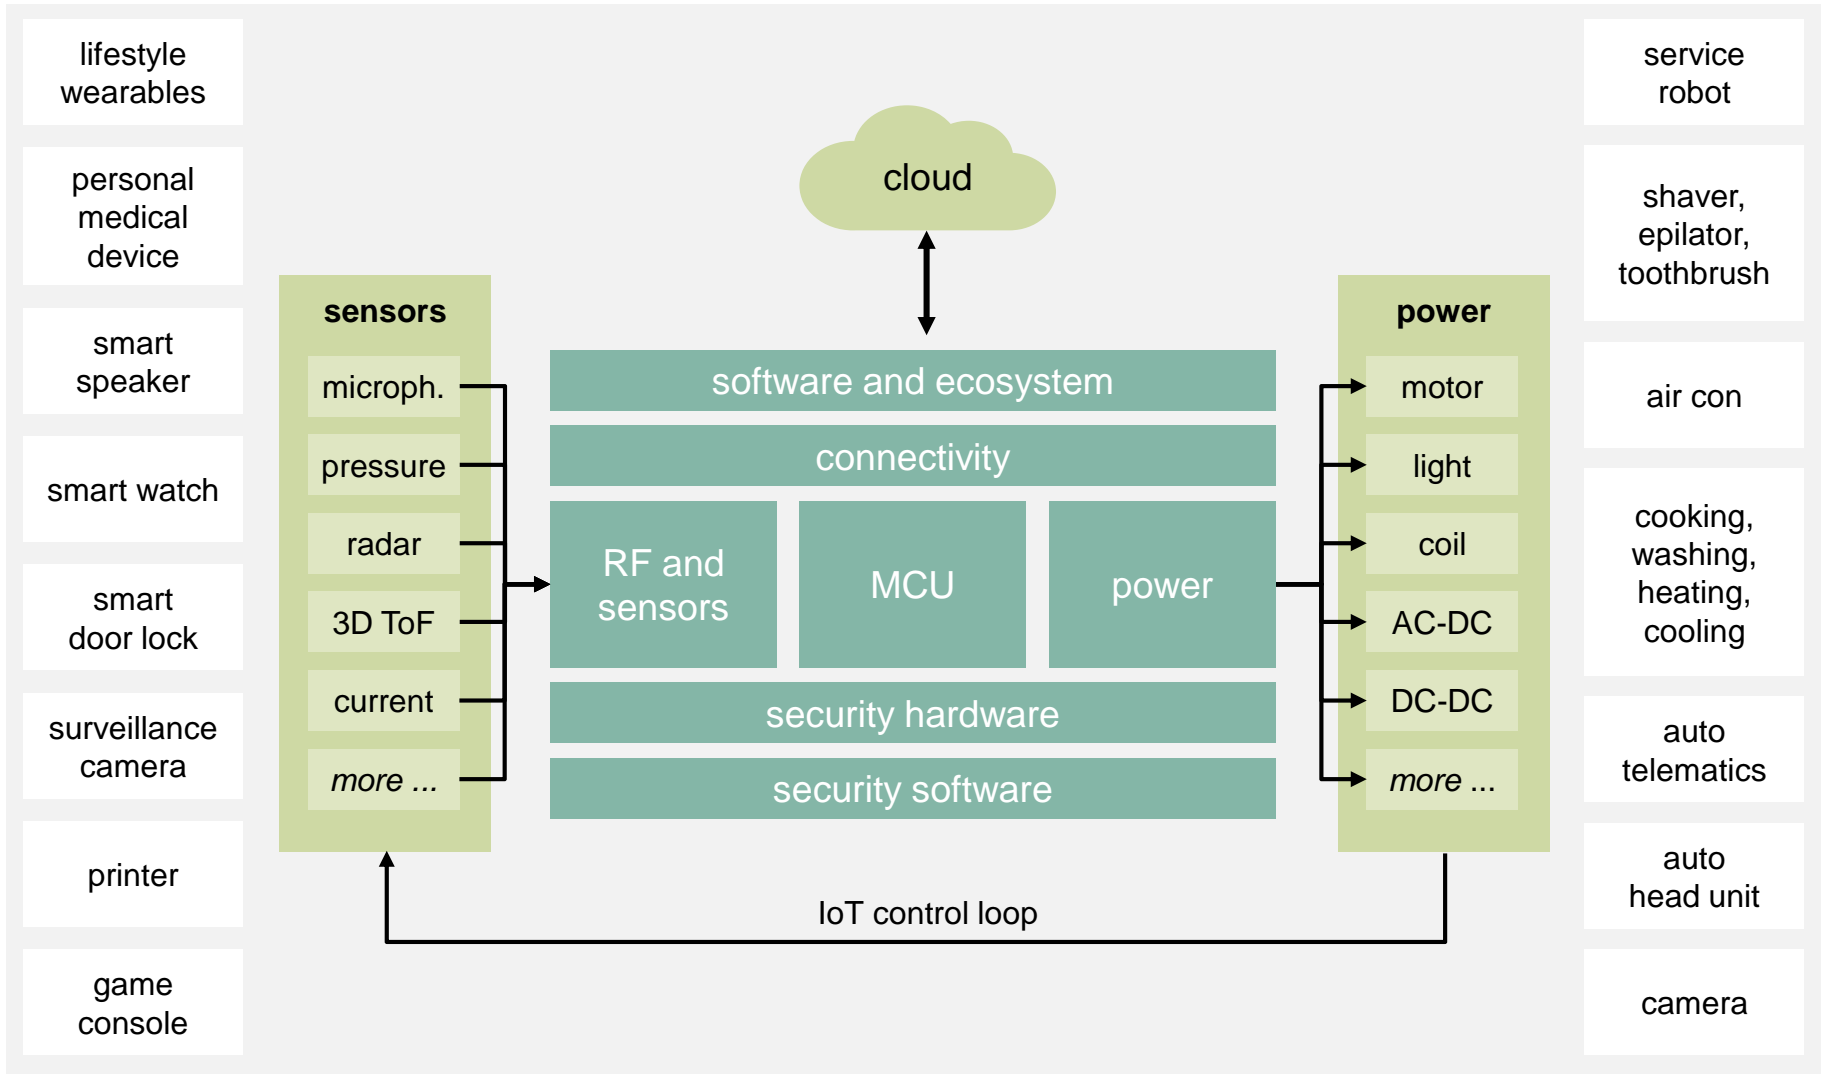 lifestyle
wearables
personal
medical
device
smart
speaker
smart watch
smart
door lock
surveillance
camera
printer
game
console
sensors
microph.
pressure
radar
3D ToF
current
more ...
cloud
software and ecosystem
connectivity
RF and
sensors
MCU
power
security hardware
security software
IoT control loop
power
motor
light
coil
AC-DC
DC-DC
more ...
service
robot
shaver,
epilator,
toothbrush
air con
cooking,
washing,
heating,
cooling
auto
telematics
auto
head unit
camera